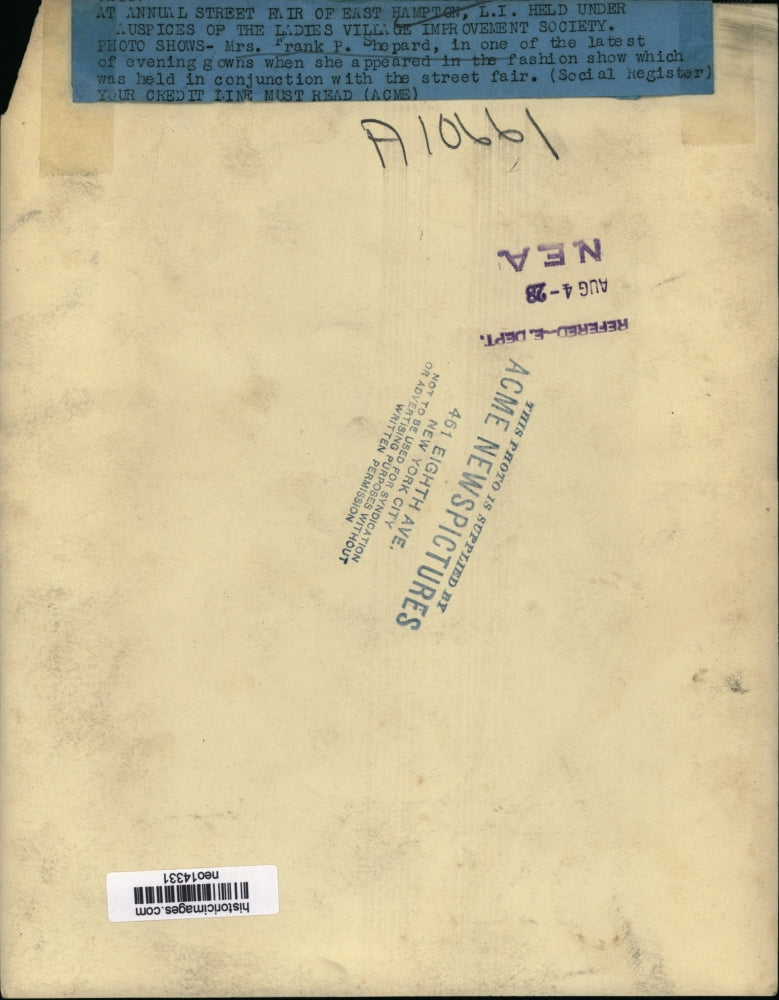 AT ANNUAL STREET FAIR OF EAST HAMPTON, L.I. HELD UNDER
AUSPICES OF THE LADIES VILLAGE IMPROVEMENT SOCIETY.
PHOTO SHOWS- Mrs. Frank P. Shepard, in one of the latest
of evening gowns when she appeared in the fashion show which
was held in conjunction with the street fair. (Social Register)
YOUR CREDIT LINE MUST READ (ACME)
A10661
NEA
AUG 4-28
REFERED-E. DEPT.
THIS PHOTO IS SUPPLIED BY
ACME NEWSPICTURES
461 EIGHTH AVE.
NEW YORK CITY
NOT TO BE USED FOR SYNDICATION
OR ADVERTISING PURPOSES WITHOUT
WRITTEN PERMISSION
historicimages.com
neo14331